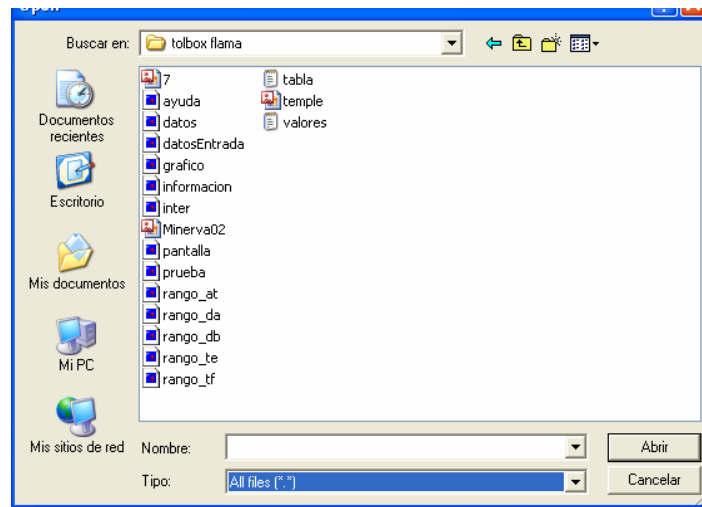 Open
Buscar en: tolbox flama
Documentos
recientes
Escritorio
Mis documentos
Mi PC
Mis sitios de red
7
ayuda
datos
datosEntrada
grafico
informacion
inter
Minerva02
pantalla
prueba
rango_at
rango_da
rango_db
rango_te
rango_tf
tabla
temple
valores
Nombre:
Abrir
Tipo: All files (*.*)
Cancelar